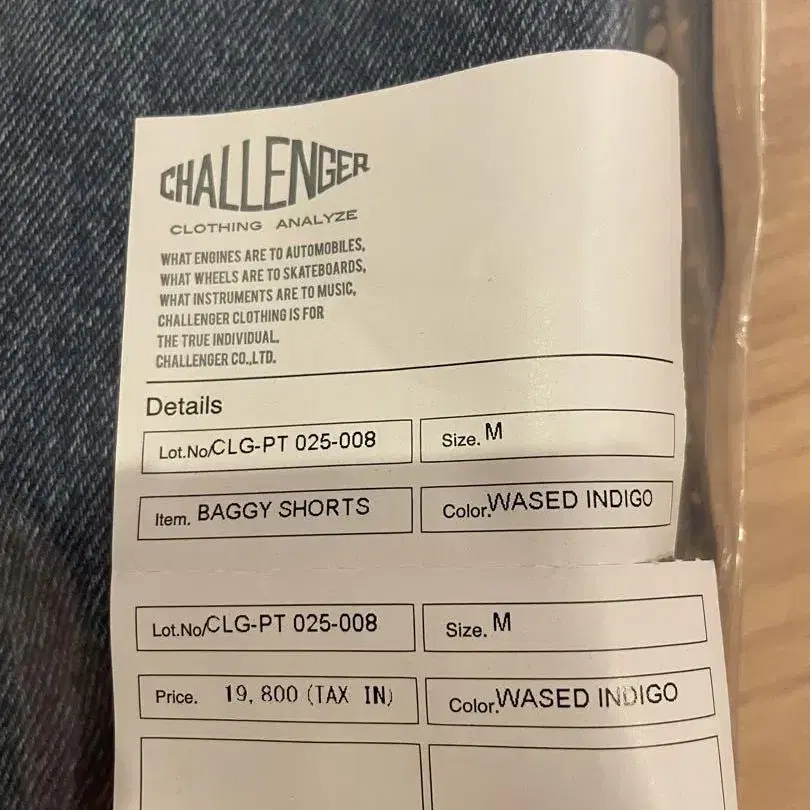 CHALLENGER
CLOTHING ANALYZE
WHAT ENGINES ARE TO AUTOMOBILES,
WHAT WHEELS ARE TO SKATEBOARDS,
WHAT INSTRUMENTS ARE TO MUSIC,
CHALLENGER CLOTHING IS FOR
THE TRUE INDIVIDUAL.
CHALLENGER CO.,LTD.
Details
Lot.No/CLG-PT 025-008 Size. M
Item. BAGGY SHORTS Color.WASED INDIGO
Lot.No/CLG-PT 025-008 Size. M
Price. 19,800 (TAX IN) Color.WASED INDIGO